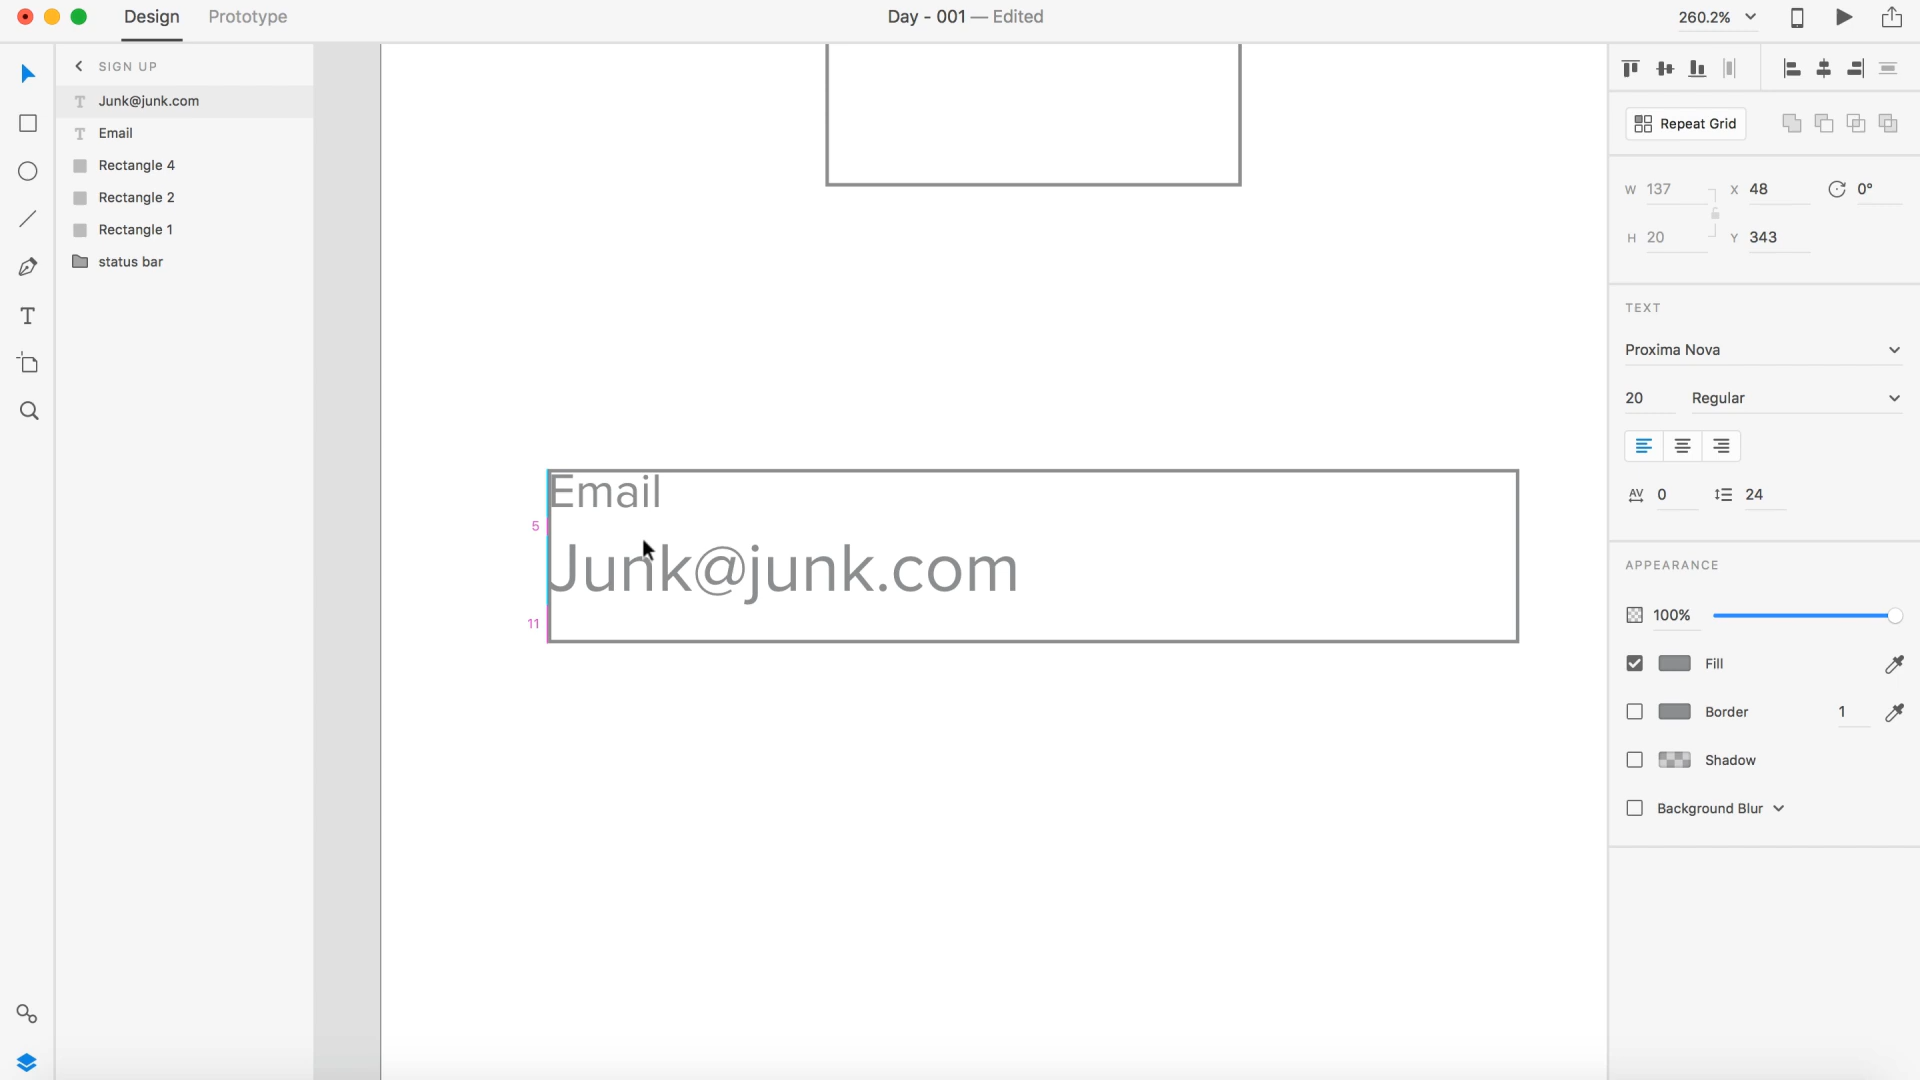 Design Prototype Day - 001 — Edited 260.2%
SIGN UP
Junk@junk.com
Email
Rectangle 4
Rectangle 2
Rectangle 1
status bar
Email
5
Junk@junk.com
11
Repeat Grid
W 137 X 48 0°
H 20 Y 343
TEXT
Proxima Nova
20 Regular
AV 0 24
APPEARANCE
100%
Fill
Border 1
Shadow
Background Blur